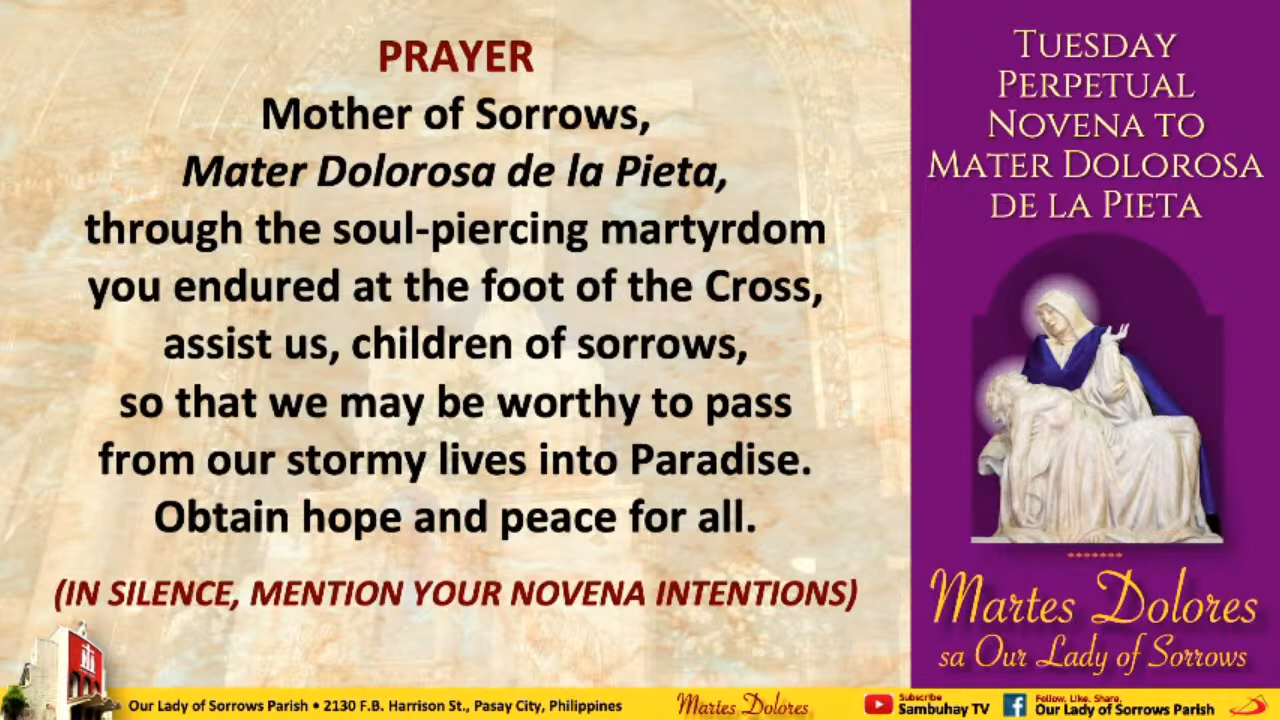 PRAYER
Mother of Sorrows,
Mater Dolorosa de la Pieta,
through the soul-piercing martyrdom
you endured at the foot of the Cross,
assist us, children of sorrows,
so that we may be worthy to pass
from our stormy lives into Paradise.
Obtain hope and peace for all.
(IN SILENCE, MENTION YOUR NOVENA INTENTIONS)
TUESDAY
PERPETUAL
NOVENA TO
MATER DOLOROSA
DE LA PIETA
Martes Dolores
sa Our Lady of Sorrows
Our Lady of Sorrows Parish • 2130 F.B. Harrison St., Pasay City, Philippines
Martes Dolores
Subscribe
Sambuhay TV
Follow. Like. Share.
Our Lady of Sorrows Parish